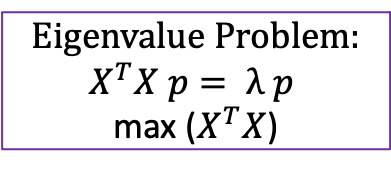 Eigenvalue Problem:
XᵀX p = λ p
max (XᵀX)